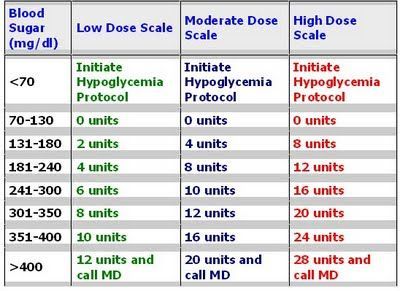 Blood Sugar (mg/dl) Low Dose Scale Moderate Dose Scale High Dose Scale
<70 Initiate Hypoglycemia Protocol Initiate Hypoglycemia Protocol Initiate Hypoglycemia Protocol
70-130 0 units 0 units 0 units
131-180 2 units 4 units 8 units
181-240 4 units 8 units 12 units
241-300 6 units 10 units 16 units
301-350 8 units 12 units 20 units
351-400 10 units 16 units 24 units
>400 12 units and call MD 20 units and call MD 28 units and call MD